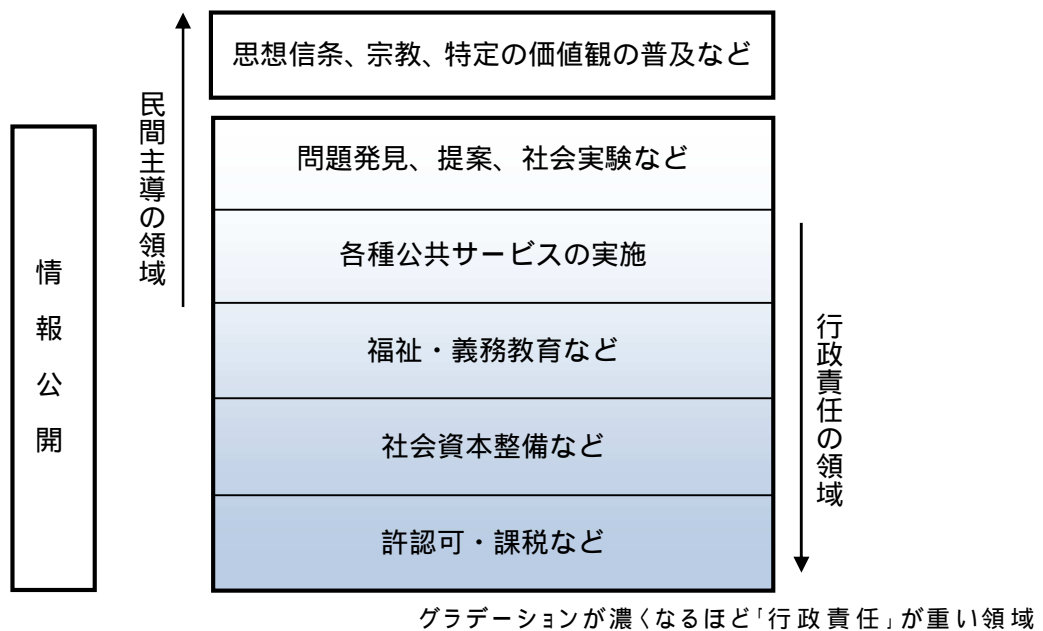 思想信条、宗教、特定の価値観の普及など
民間主導の領域
情報公開
問題発見、提案、社会実験など
各種公共サービスの実施
福祉・義務教育など
社会資本整備など
許認可・課税など
行政責任の領域
グラデーションが濃くなるほど「行政責任」が重い領域